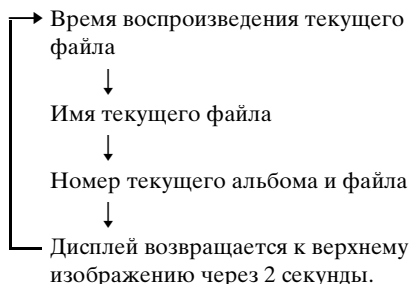 Время воспроизведения текущего
файла
Имя текущего файла
Номер текущего альбома и файла
Дисплей возвращается к верхнему
изображению через 2 секунды.